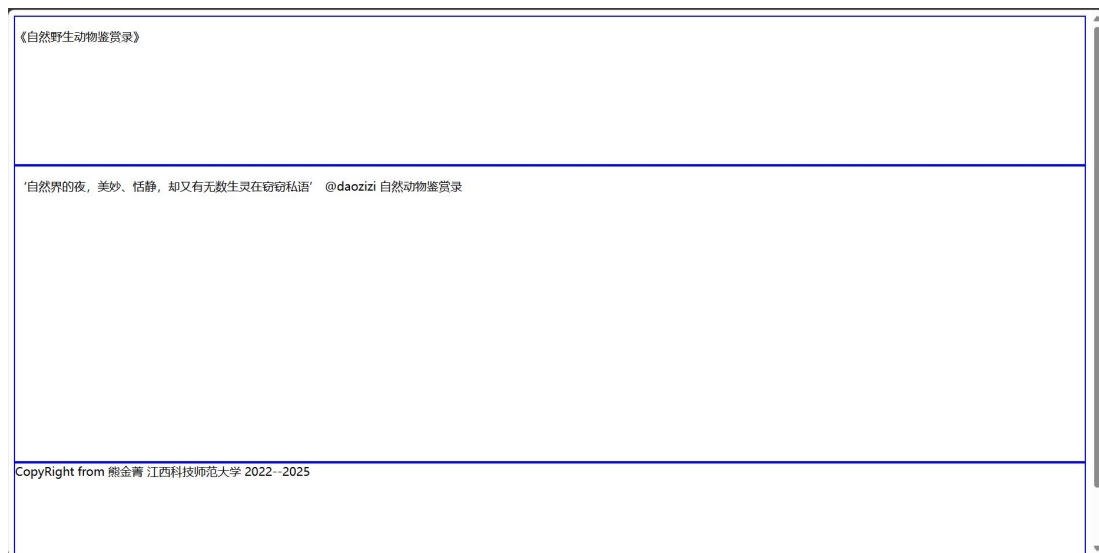 《自然野生动物鉴赏录》
‘自然界的夜，美妙、恬静，却又有无数生灵在窃窃私语’ @daozizi 自然动物鉴赏录
CopyRight from 熊金菁 江西科技师范大学 2022--2025